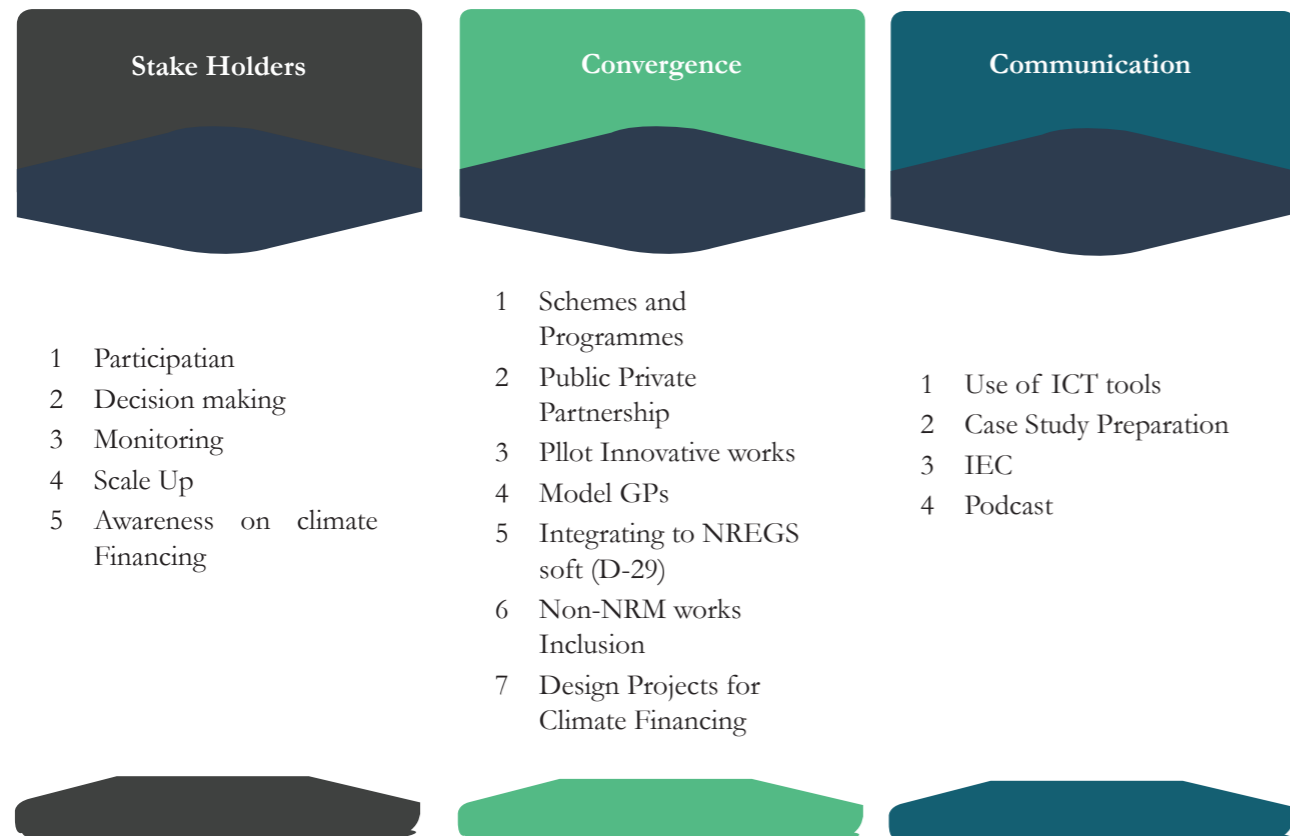 Stake Holders
1 Participatian
2 Decision making
3 Monitoring
4 Scale Up
5 Awareness on climate
Financing
Convergence
1 Schemes and
Programmes
2 Public Private
Partnership
3 Pllot Innovative works
4 Model GPs
5 Integrating to NREGS
soft (D-29)
6 Non-NRM works
Inclusion
7 Design Projects for
Climate Financing
Communication
1 Use of ICT tools
2 Case Study Preparation
3 IEC
4 Podcast